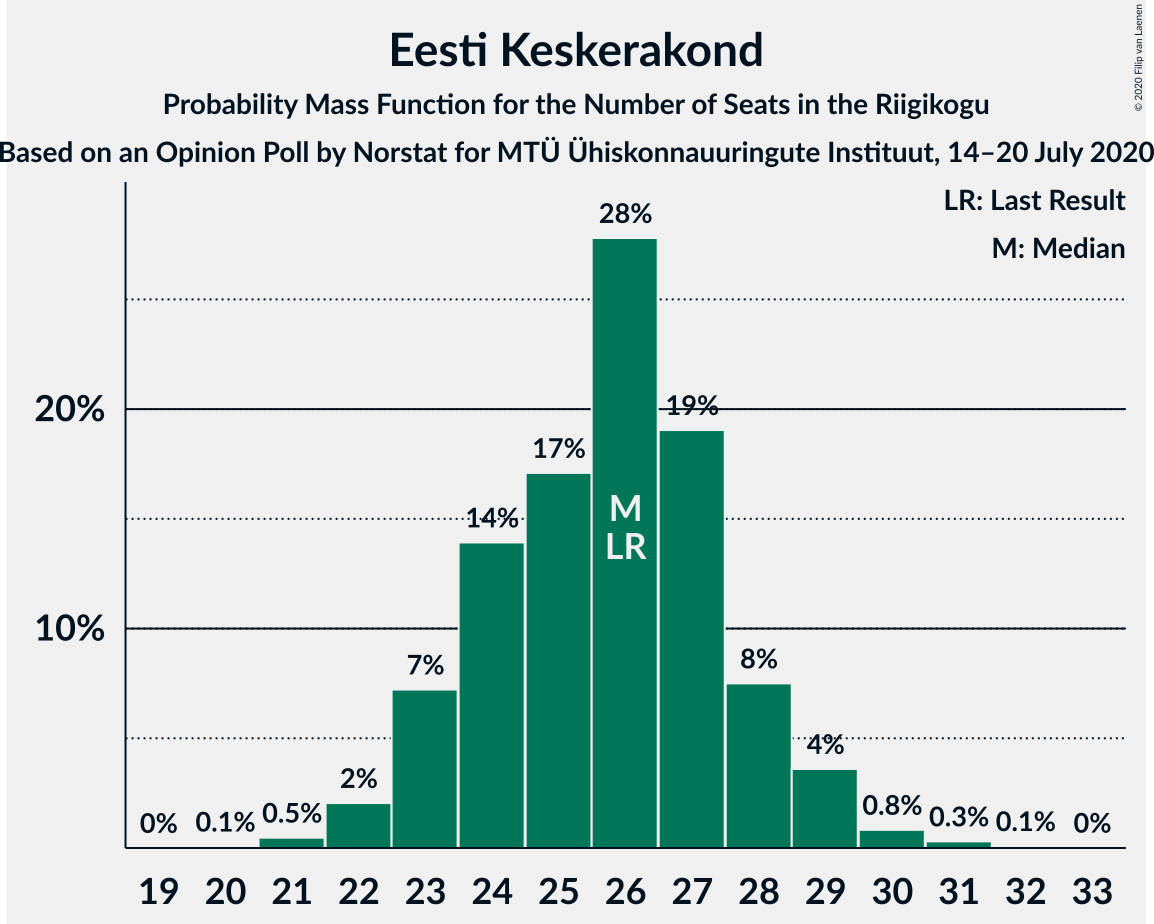 Eesti Keskerakond
Probability Mass Function for the Number of Seats in the Riigikogu
Based on an Opinion Poll by Norstat for MTÜ Ühiskonnauuringute Instituut, 14–20 July 2020
© 2020 Filip van Laenen
LR: Last Result
M: Median
28%
20%
19%
17%
14%
M
LR
10%
7%
8%
4%
2%
0%
0.1%
0.5%
0.8%
0.3%
0.1%
0%
19 20 21 22 23 24 25 26 27 28 29 30 31 32 33